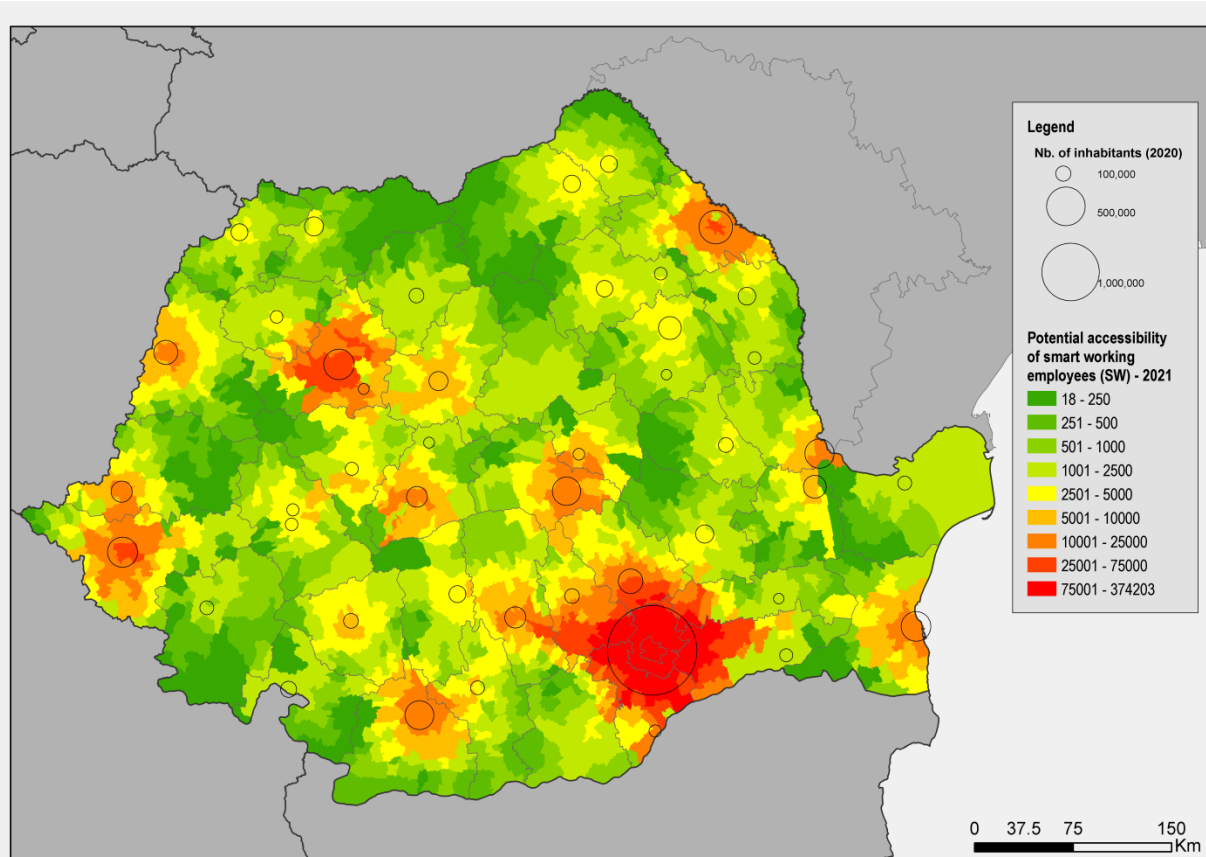 Legend
Nb. of inhabitants (2020)
100,000
500,000
1,000,000
Potential accessibility
of smart working
employees (SW) - 2021
18 - 250
251 - 500
501 - 1000
1001 - 2500
2501 - 5000
5001 - 10000
10001 - 25000
25001 - 75000
75001 - 374203
0 37.5 75 150
Km